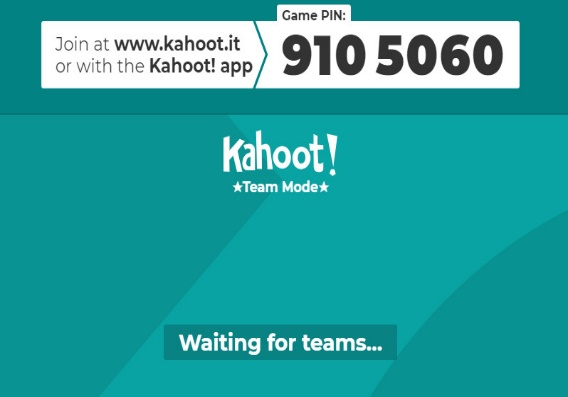 Game PIN:
Join at www.kahoot.it
or with the Kahoot! app
910 5060
Kahoot!
★Team Mode★
Waiting for teams...